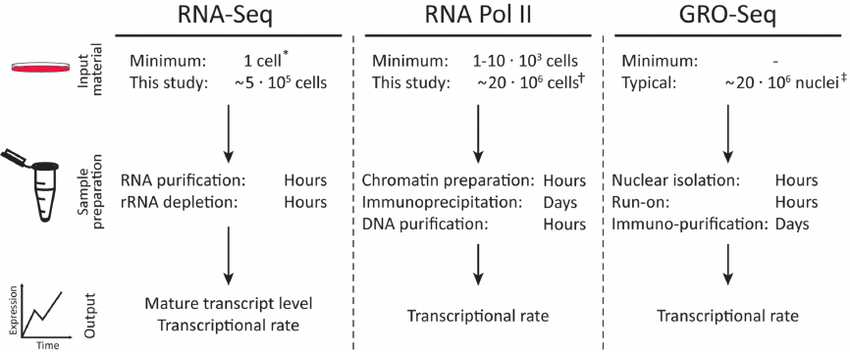 RNA-Seq
RNA Pol II
GRO-Seq
Input material
Minimum: 1 cell*
This study: ~5 · 10⁵ cells
Minimum: 1-10 · 10³ cells
This study: ~20 · 10⁶ cells†
Minimum: -
Typical: ~20 · 10⁶ nuclei‡
Sample preparation
RNA purification: Hours
rRNA depletion: Hours
Chromatin preparation: Hours
Immunoprecipitation: Days
DNA purification: Hours
Nuclear isolation: Hours
Run-on: Hours
Immuno-purification: Days
Expression
Time
Output
Mature transcript level
Transcriptional rate
Transcriptional rate
Transcriptional rate